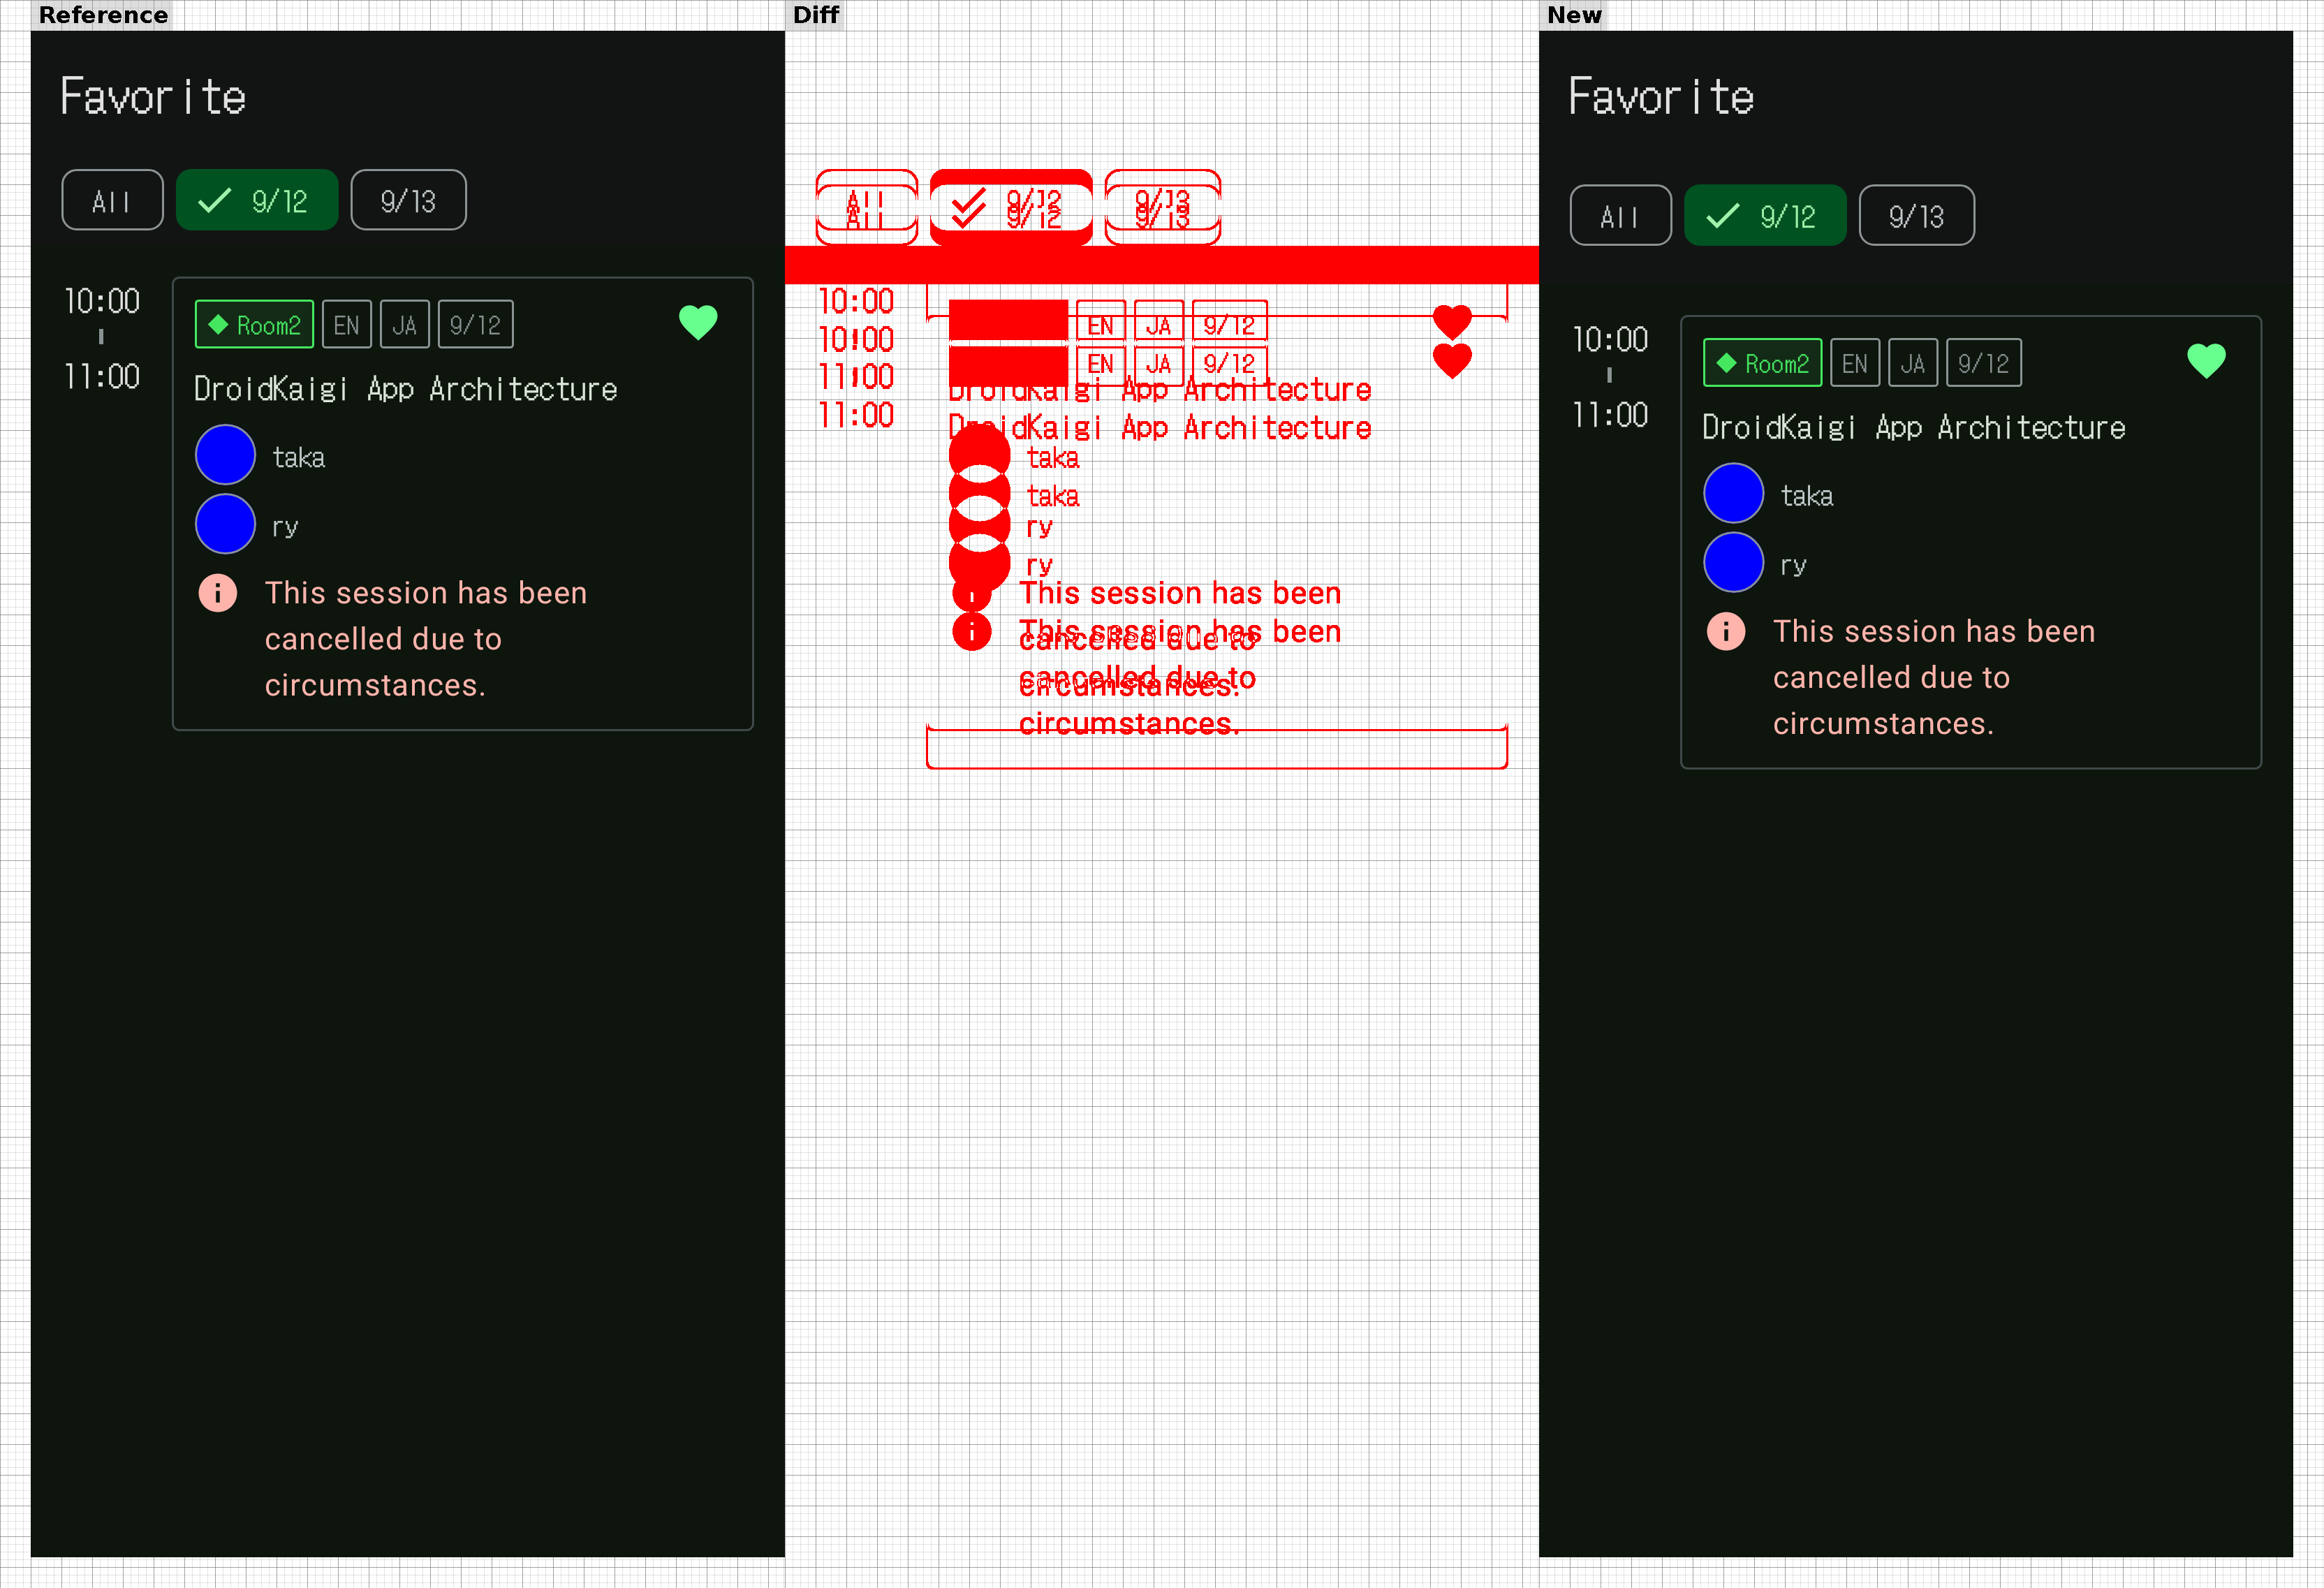 Reference
Favorite
All
9/12
9/13
10:00
11:00
Room2
EN
JA
9/12
DroidKaigi App Architecture
taka
ry
This session has been
cancelled due to
circumstances.
Diff
All
All
9/12
9/12
9/13
9/13
10:00
10:00
11:00
11:00
EN
JA
9/12
EN
JA
9/12
DroidKaigi App Architecture
DroidKaigi App Architecture
taka
taka
ry
ry
This session has been
This session has been
cancelled due to
cancelled due to
circumstances.
circumstances.
New
Favorite
All
9/12
9/13
10:00
11:00
Room2
EN
JA
9/12
DroidKaigi App Architecture
taka
ry
This session has been
cancelled due to
circumstances.